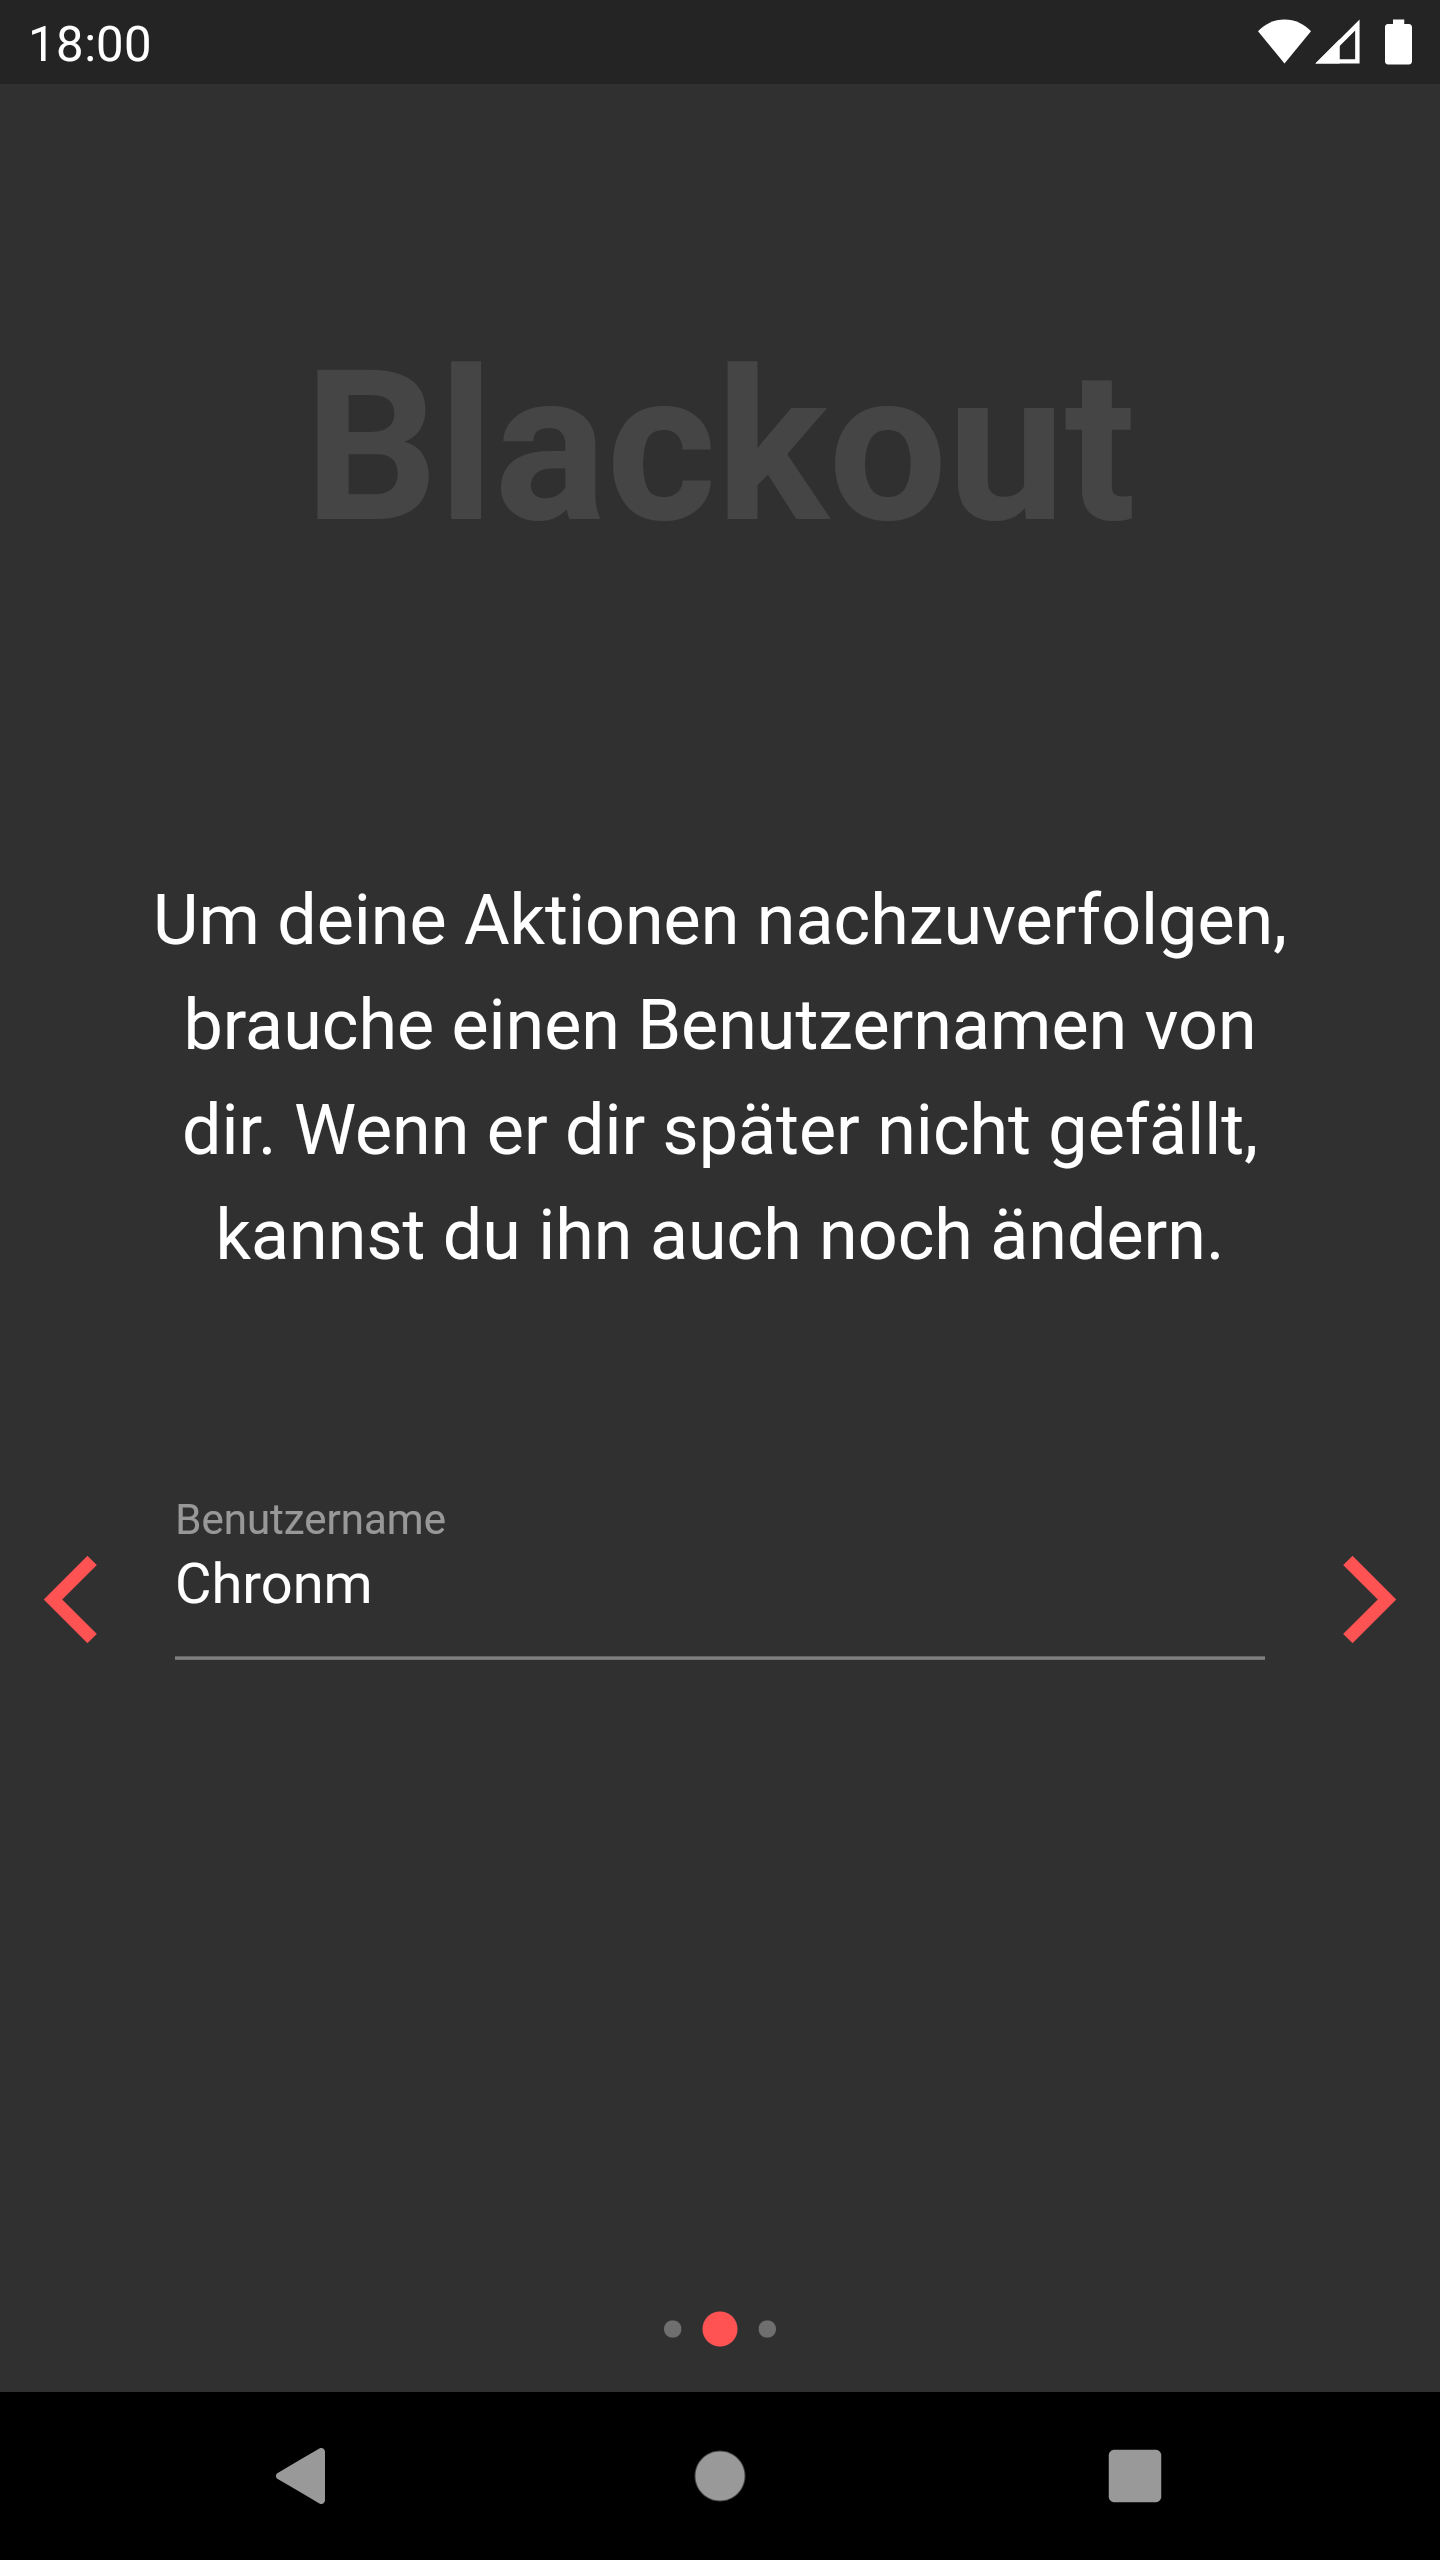 18:00
Blackout
Um deine Aktionen nachzuverfolgen,
brauche einen Benutzernamen von
dir. Wenn er dir später nicht gefällt,
kannst du ihn auch noch ändern.
Benutzername
Chronm